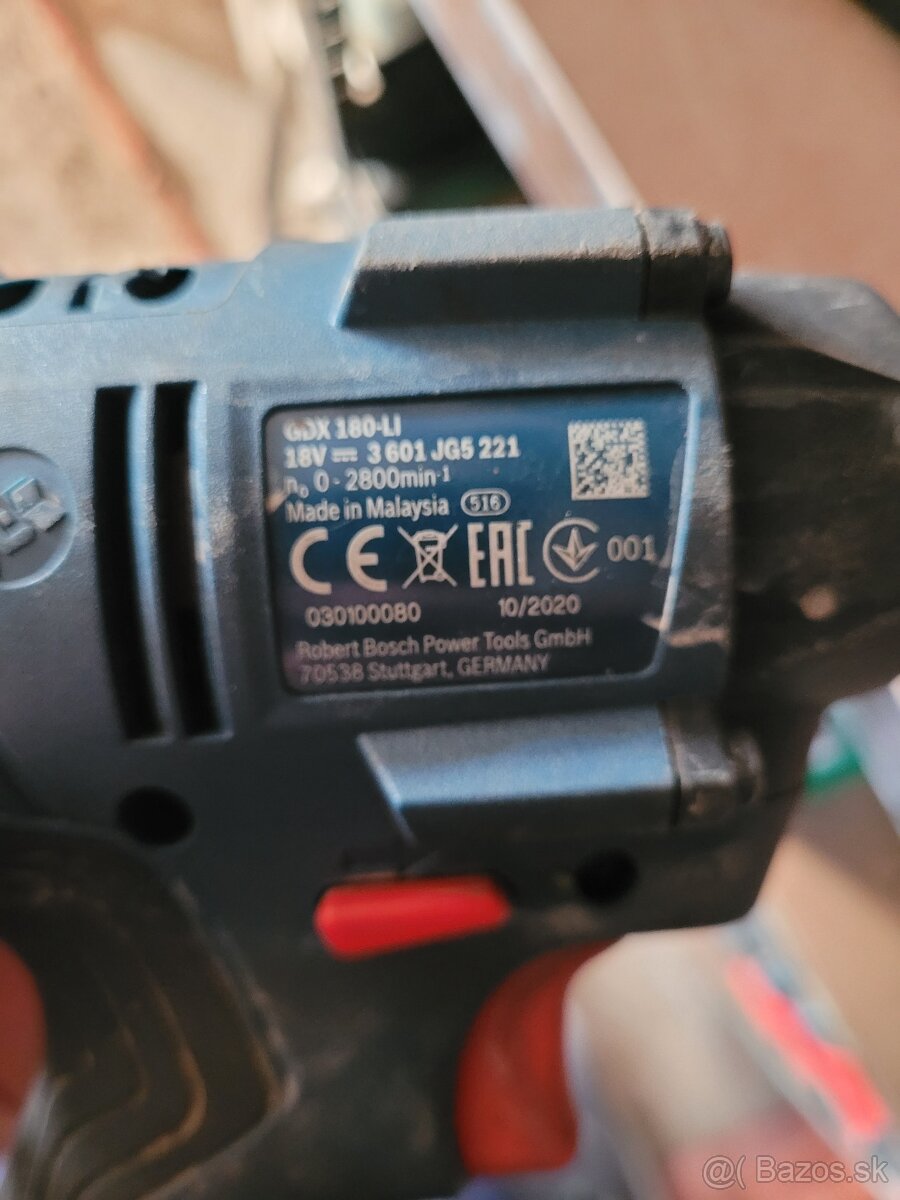 GDX 180-LI
18V ⎓ 3 601 JG5 221
n₀ 0 - 2800min⁻¹
Made in Malaysia 516
CE EAC 001
030100080 10/2020
Robert Bosch Power Tools GmbH
70538 Stuttgart, GERMANY
@( Bazos.sk